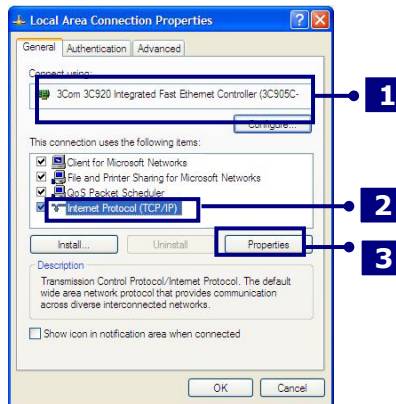 Local Area Connection Properties
General Authentication Advanced
Connect using:
3Com 3C920 Integrated Fast Ethernet Controller (3C905C-
1
Configure...
This connection uses the following items:
Client for Microsoft Networks
File and Printer Sharing for Microsoft Networks
QoS Packet Scheduler
Internet Protocol (TCP/IP)
2
Install... Uninstall Properties
3
Description
Transmission Control Protocol/Internet Protocol. The default
wide area network protocol that provides communication
across diverse interconnected networks.
Show icon in notification area when connected
OK Cancel